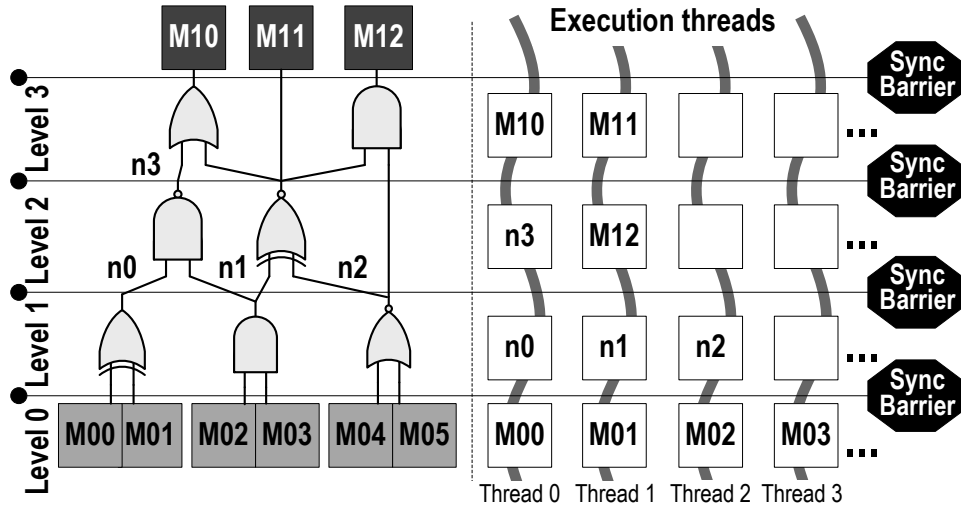 M10 M11 M12
Execution threads
Sync
Barrier
Level 3
M10 M11 ...
n3
Sync
Barrier
Level 2
n3 M12 ...
n0 n1 n2
Sync
Barrier
Level 1
n0 n1 n2 ...
Sync
Barrier
Level 0
M00 M01 M02 M03 M04 M05
M00 M01 M02 M03 ...
Thread 0 Thread 1 Thread 2 Thread 3